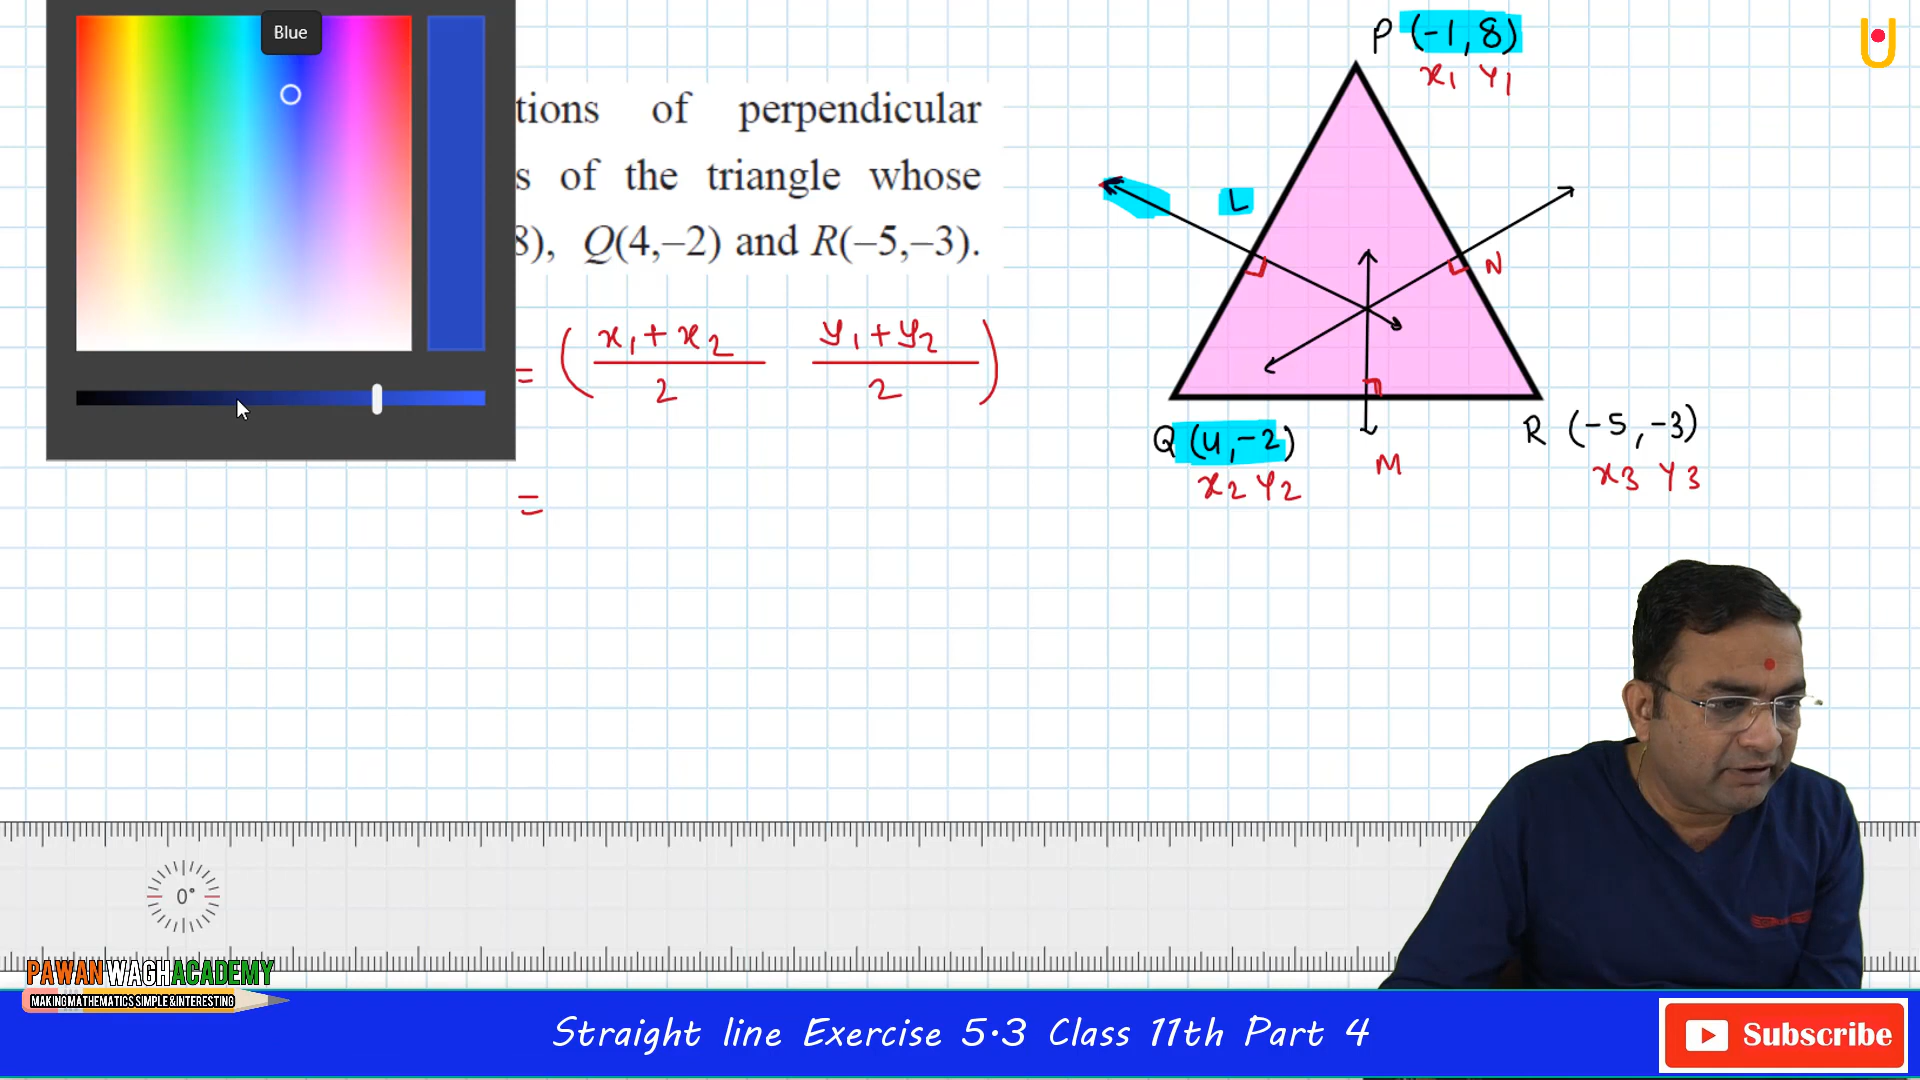 Blue
tions of perpendicular
s of the triangle whose
8), Q(4,–2) and R(–5,–3).
= ( x1 + x2 / 2   y1 + y2 / 2 )
=
P (-1, 8)
x1 y1
L
N
Q (4, -2)
x2 y2
M
R (-5, -3)
x3 y3
0°
PAWAN WAGH ACADEMY
MAKING MATHEMATICS SIMPLE & INTERESTING
Straight line Exercise 5.3 Class 11th Part 4
Subscribe